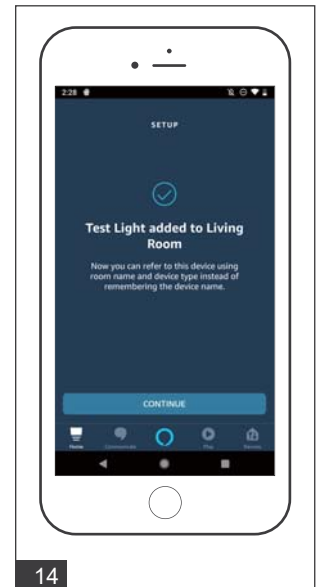 2:28
SETUP
Test Light added to Living
Room
Now you can refer to this device using
room name and device type instead of
remembering the device name.
CONTINUE
Home Communicate Play Devices
14